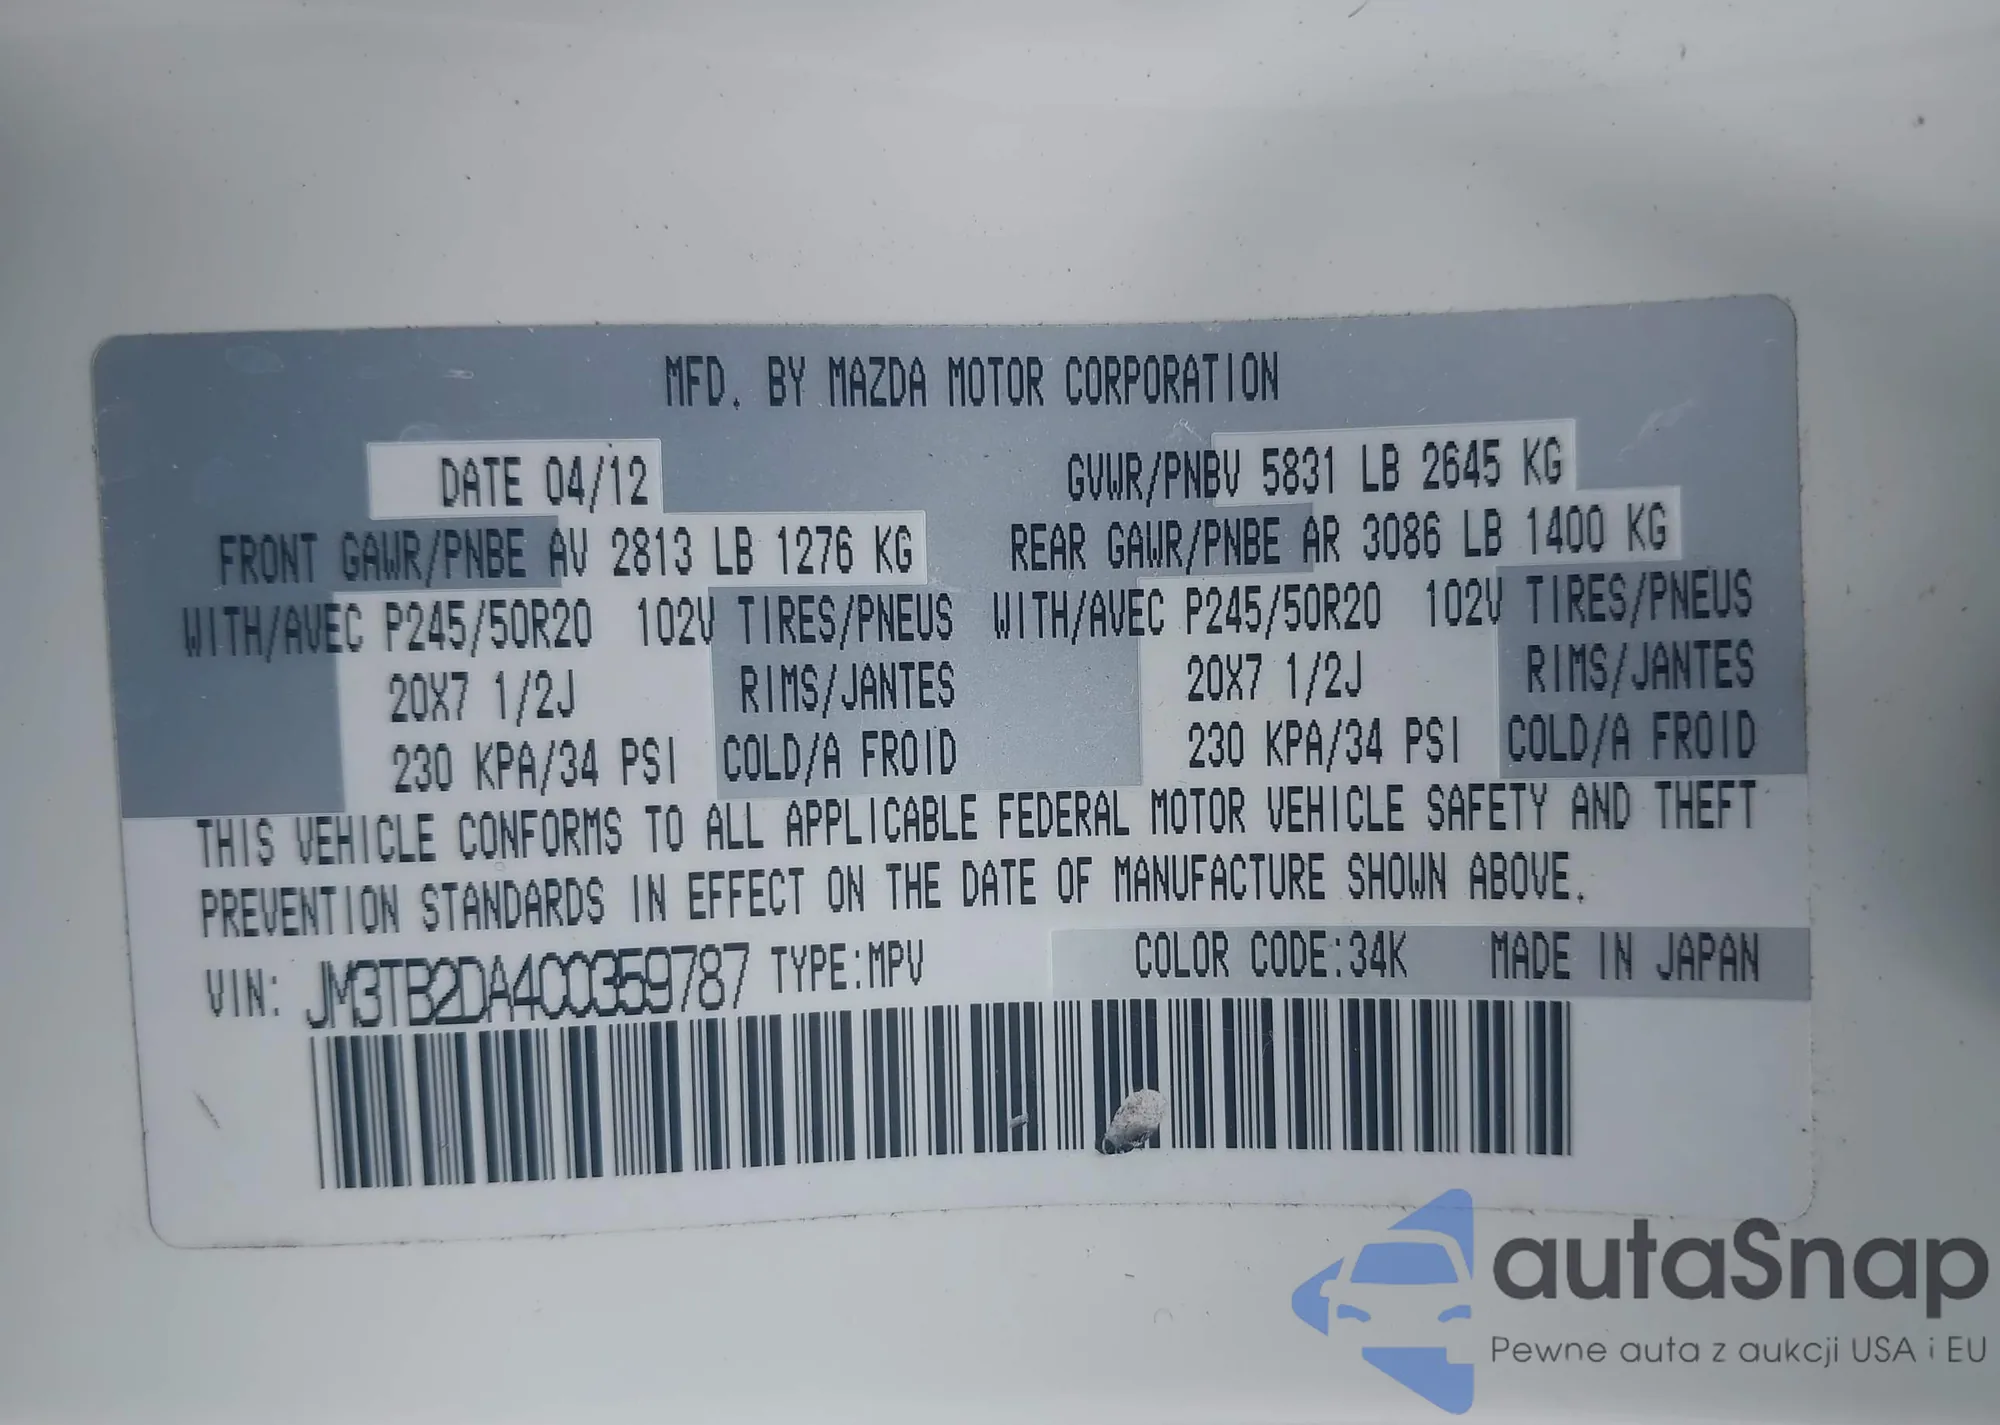 MFD. BY MAZDA MOTOR CORPORATION
DATE 04/12 GVWR/PNBV 5831 LB 2645 KG
FRONT GAWR/PNBE AV 2813 LB 1276 KG REAR GAWR/PNBE AR 3086 LB 1400 KG
WITH/AVEC P245/50R20 102V TIRES/PNEUS WITH/AVEC P245/50R20 102V TIRES/PNEUS
20X7 1/2J RIMS/JANTES 20X7 1/2J RIMS/JANTES
230 KPA/34 PSI COLD/A FROID 230 KPA/34 PSI COLD/A FROID
THIS VEHICLE CONFORMS TO ALL APPLICABLE FEDERAL MOTOR VEHICLE SAFETY AND THEFT
PREVENTION STANDARDS IN EFFECT ON THE DATE OF MANUFACTURE SHOWN ABOVE.
VIN: JM3TB2DA4C0359787 TYPE:MPV COLOR CODE:34K MADE IN JAPAN
autaSnap
Pewne auta z aukcji USA i EU